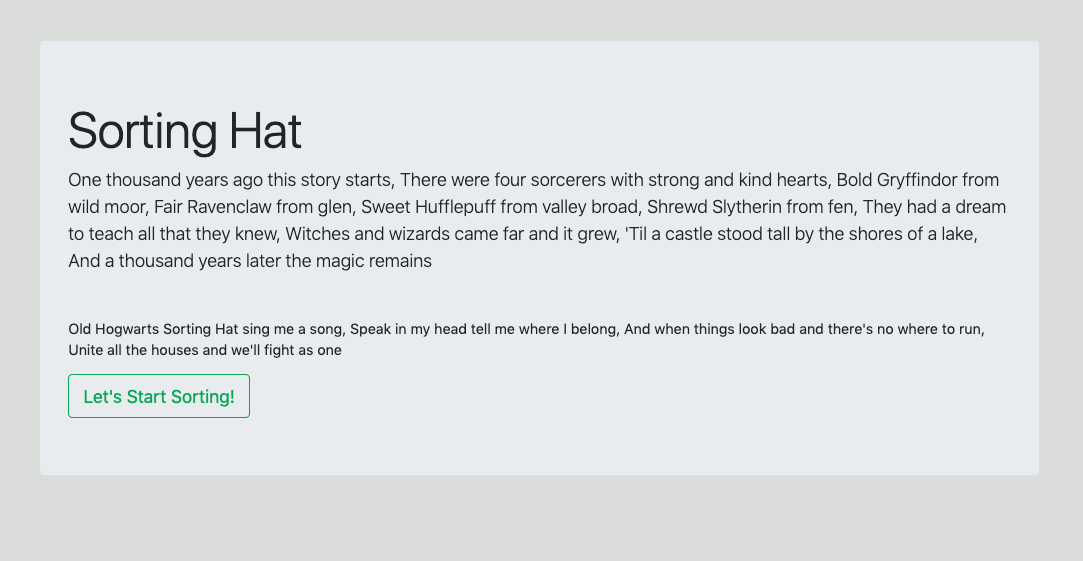 Sorting Hat
One thousand years ago this story starts, There were four sorcerers with strong and kind hearts, Bold Gryffindor from
wild moor, Fair Ravenclaw from glen, Sweet Hufflepuff from valley broad, Shrewd Slytherin from fen, They had a dream
to teach all that they knew, Witches and wizards came far and it grew, 'Til a castle stood tall by the shores of a lake,
And a thousand years later the magic remains
Old Hogwarts Sorting Hat sing me a song, Speak in my head tell me where I belong, And when things look bad and there's no where to run,
Unite all the houses and we'll fight as one
Let's Start Sorting!